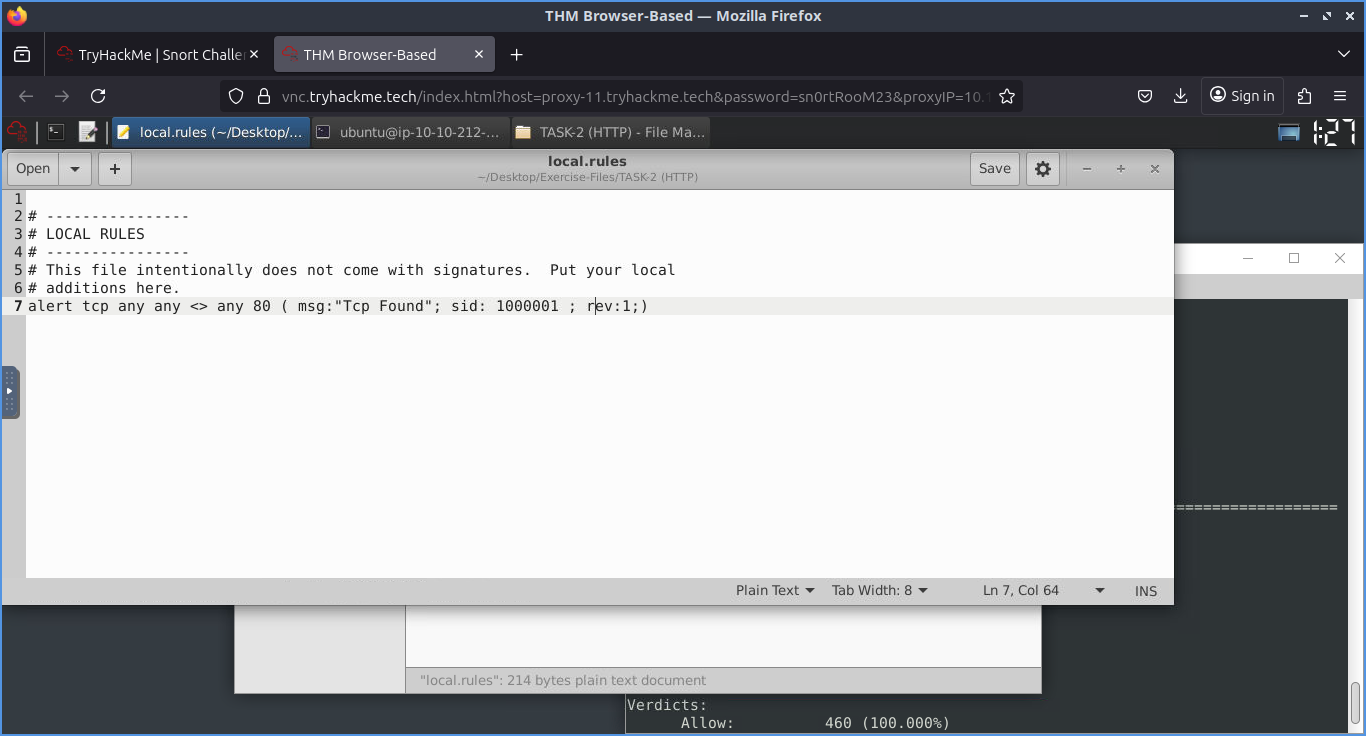 THM Browser-Based — Mozilla Firefox
TryHackMe | Snort Challe
THM Browser-Based
vnc.tryhackme.tech/index.html?host=proxy-11.tryhackme.tech&password=sn0rtRooM23&proxyIP=10.1
Sign in
local.rules (~/Desktop/...
ubuntu@ip-10-10-212-...
TASK-2 (HTTP) - File Ma...
1:27
Open
local.rules
~/Desktop/Exercise-Files/TASK-2 (HTTP)
Save
1
2 # ----------------
3 # LOCAL RULES
4 # ----------------
5 # This file intentionally does not come with signatures.  Put your local
6 # additions here.
7 alert tcp any any <> any 80 ( msg:"Tcp Found"; sid: 1000001 ; rev:1;)
==================
Plain Text
Tab Width: 8
Ln 7, Col 64
INS
"local.rules": 214 bytes plain text document
Verdicts:
Allow:          460 (100.000%)